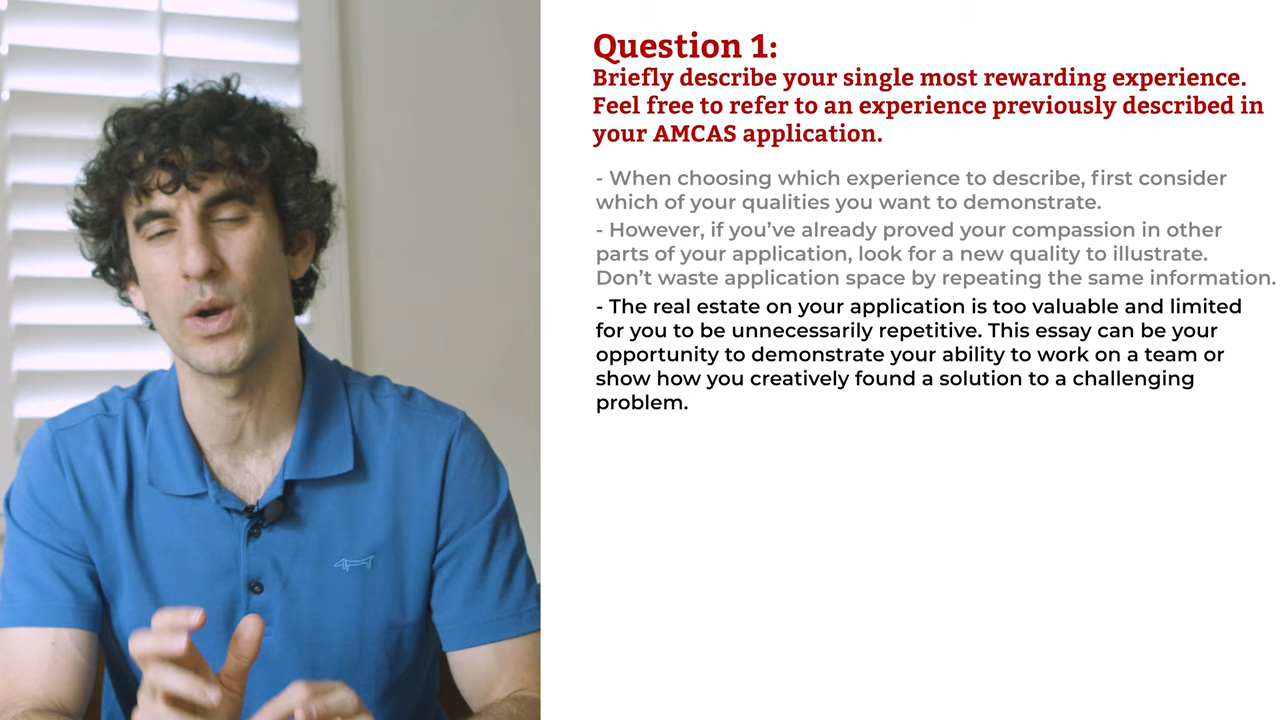 Question 1:
Briefly describe your single most rewarding experience.
Feel free to refer to an experience previously described in
your AMCAS application.
- When choosing which experience to describe, first consider
which of your qualities you want to demonstrate.
- However, if you’ve already proved your compassion in other
parts of your application, look for a new quality to illustrate.
Don’t waste application space by repeating the same information.
- The real estate on your application is too valuable and limited
for you to be unnecessarily repetitive. This essay can be your
opportunity to demonstrate your ability to work on a team or
show how you creatively found a solution to a challenging
problem.